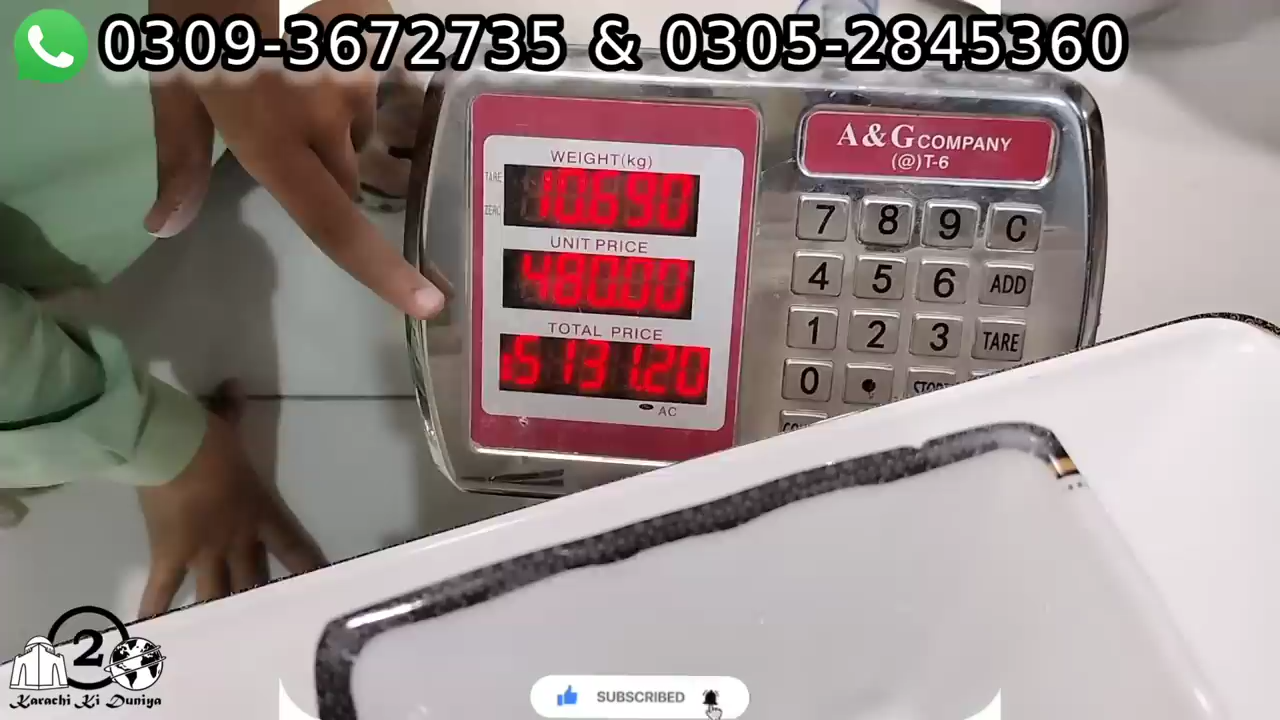 0309-3672735 & 0305-2845360
A&G COMPANY
(@)T-6
WEIGHT(kg)
TARE
ZERO
10.690
UNIT PRICE
480.00
TOTAL PRICE
5131.20
AC
7 8 9 C
4 5 6 ADD
1 2 3 TARE
0
2
Karachi Ki Duniya
SUBSCRIBED